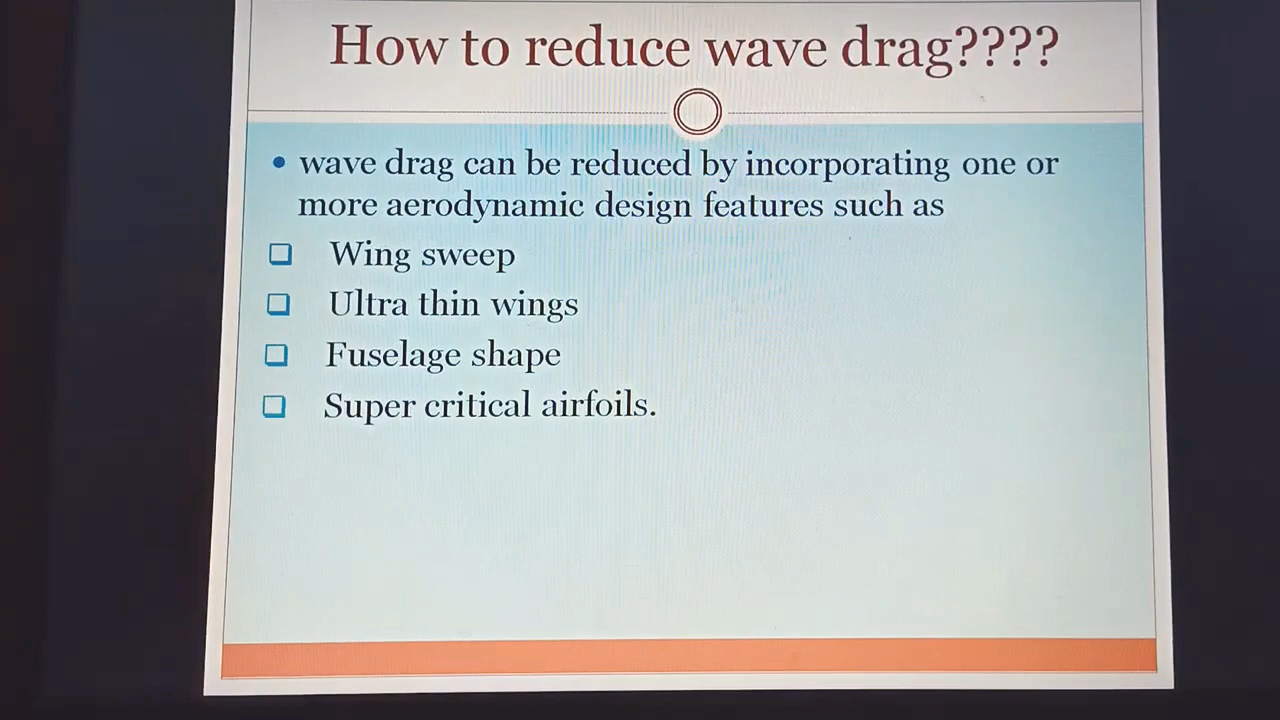 How to reduce wave drag????
• wave drag can be reduced by incorporating one or
more aerodynamic design features such as
❑ Wing sweep
❑ Ultra thin wings
❑ Fuselage shape
❑ Super critical airfoils.